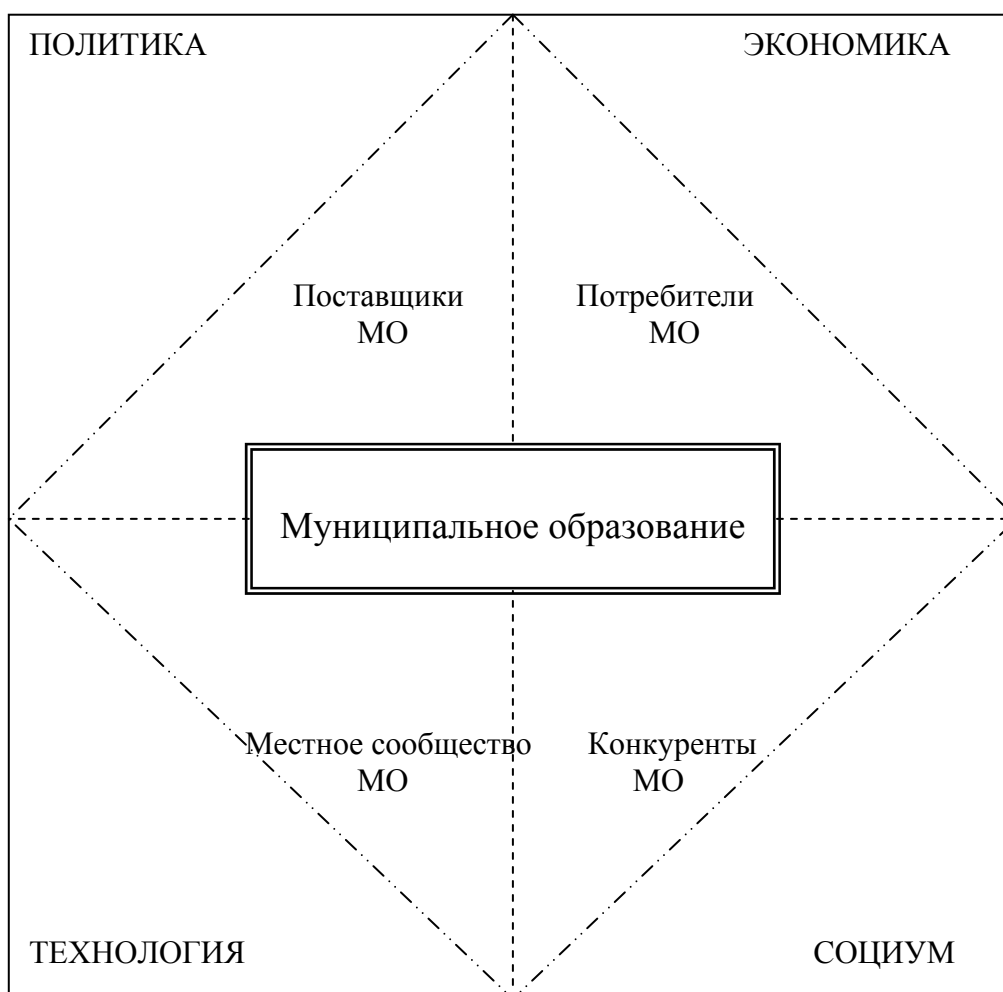 ПОЛИТИКА
ЭКОНОМИКА
Поставщики
МО
Потребители
МО
Муниципальное образование
Местное сообщество
МО
Конкуренты
МО
ТЕХНОЛОГИЯ
СОЦИУМ